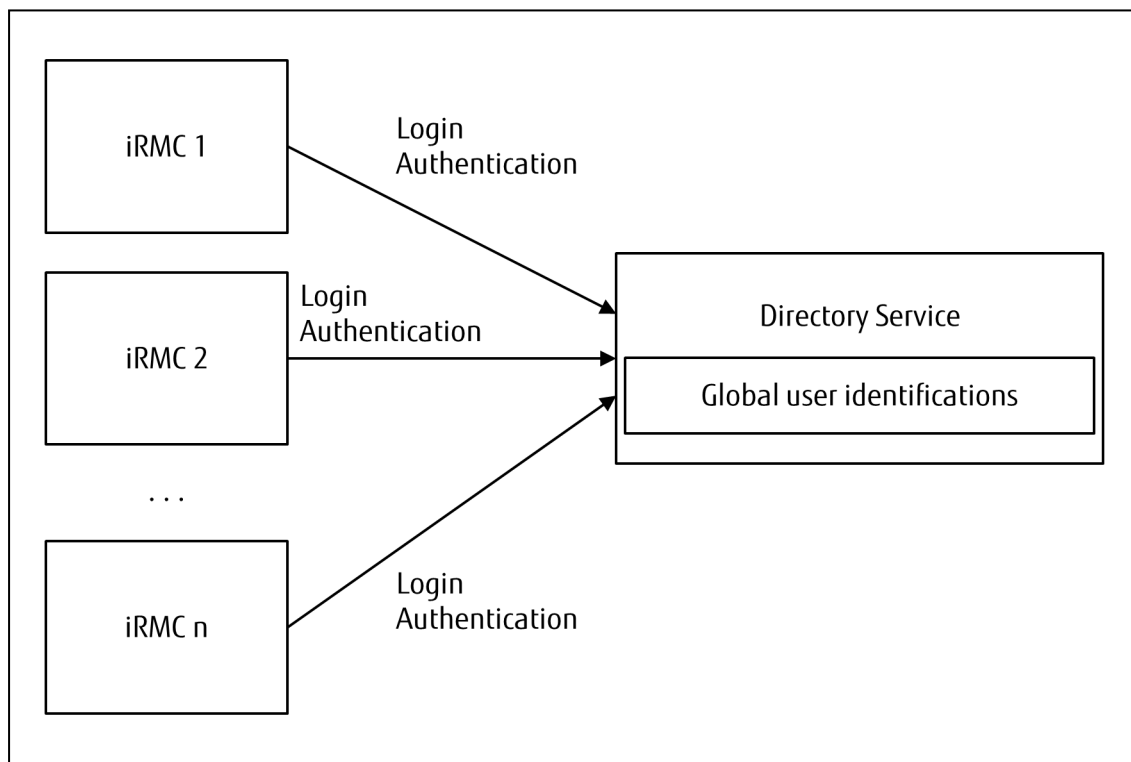 iRMC 1
Login
Authentication
iRMC 2
Login
Authentication
Directory Service
Global user identifications
. . .
iRMC n
Login
Authentication